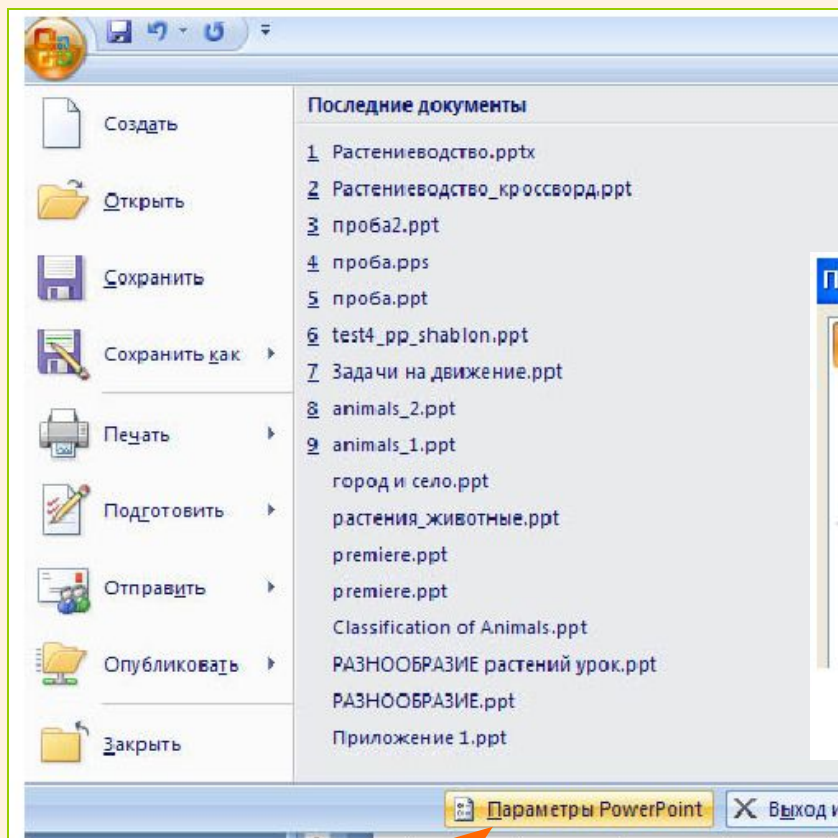 Создать
Открыть
Сохранить
Сохранить как
Печать
Подготовить
Отправить
Опубликовать
Закрыть
Последние документы
1 Растениеводство.pptx
2 Растениеводство_кроссворд.ppt
3 проба2.ppt
4 проба.pps
5 проба.ppt
6 test4_pp_shablon.ppt
7 Задачи на движение.ppt
8 animals_2.ppt
9 animals_1.ppt
город и село.ppt
растения_животные.ppt
premiere.ppt
premiere.ppt
Classification of Animals.ppt
РАЗНООБРАЗИЕ растений урок.ppt
РАЗНООБРАЗИЕ.ppt
Приложение 1.ppt
П
Параметры PowerPoint
Выход и